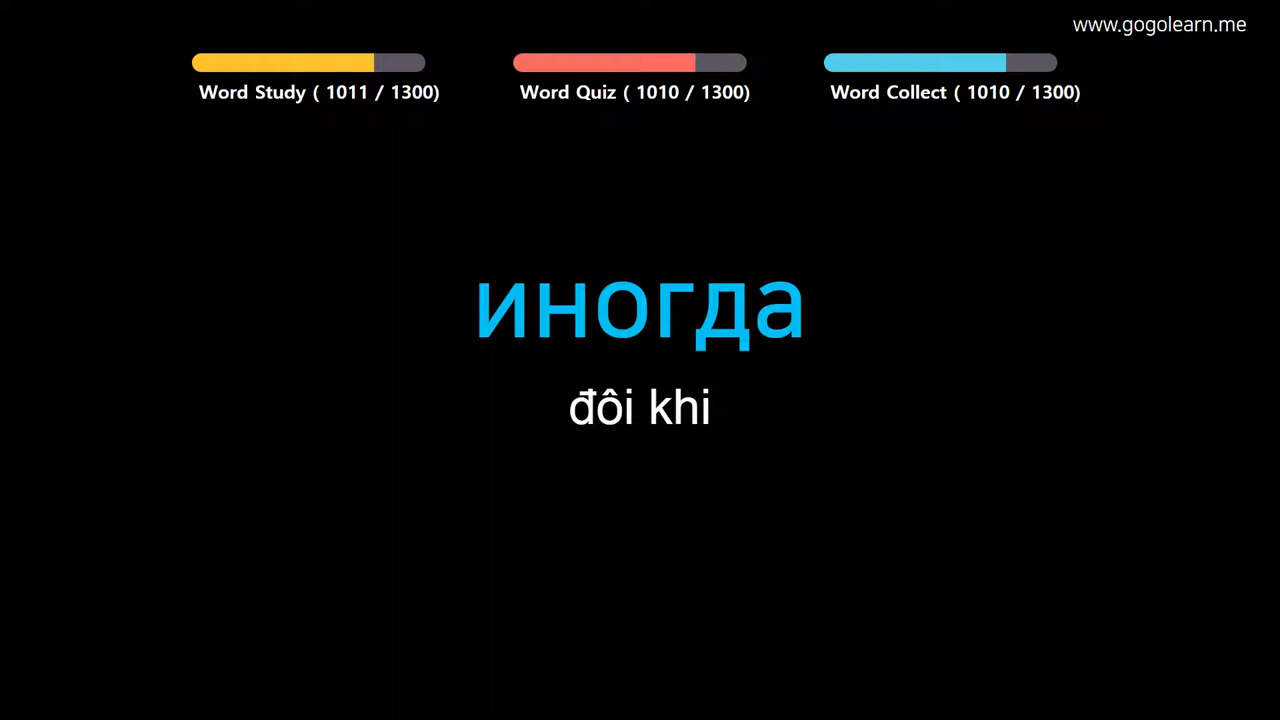 www.gogolearn.me
Word Study ( 1011 / 1300)
Word Quiz ( 1010 / 1300)
Word Collect ( 1010 / 1300)
иногда
đôi khi